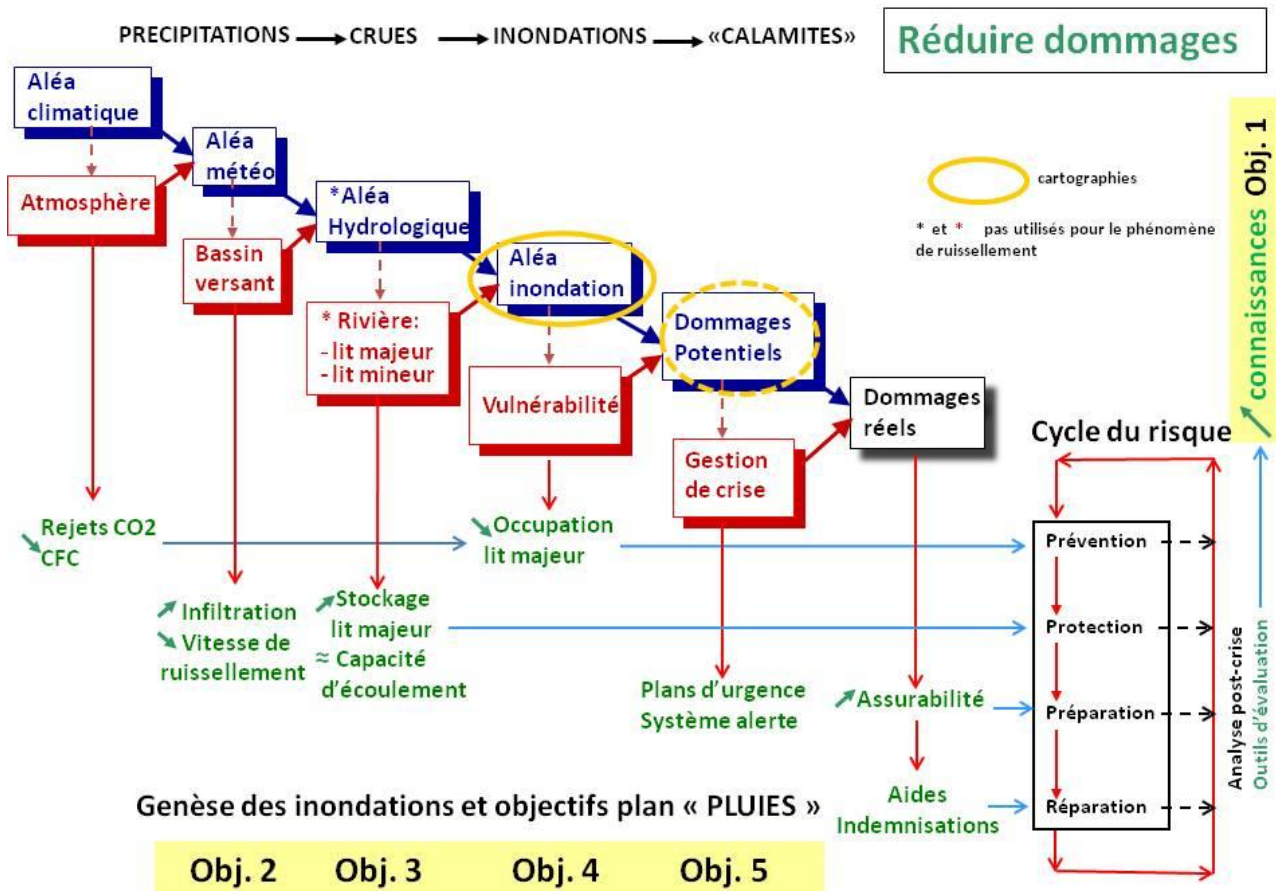 PRECIPITATIONS → CRUES → INONDATIONS → «CALAMITES»
Réduire dommages
Aléa
climatique
Aléa
météo
Atmosphère
*Aléa
Hydrologique
Bassin
versant
Aléa
inondation
* Rivière:
- lit majeur
- lit mineur
Dommages
Potentiels
Vulnérabilité
Dommages
réels
Gestion
de crise
cartographies
* et * pas utilisés pour le phénomène
de ruissellement
connaissances Obj. 1
Cycle du risque
Rejets CO2
CFC
Occupation
lit majeur
Infiltration
Vitesse de
ruissellement
Stockage
lit majeur
≈ Capacité
d'écoulement
Plans d'urgence
Système alerte
Assurabilité
Aides
Indemnisations
Prévention
Protection
Préparation
Réparation
Analyse post-crise
Outils d'évaluation
Genèse des inondations et objectifs plan « PLUIES »
Obj. 2 Obj. 3 Obj. 4 Obj. 5